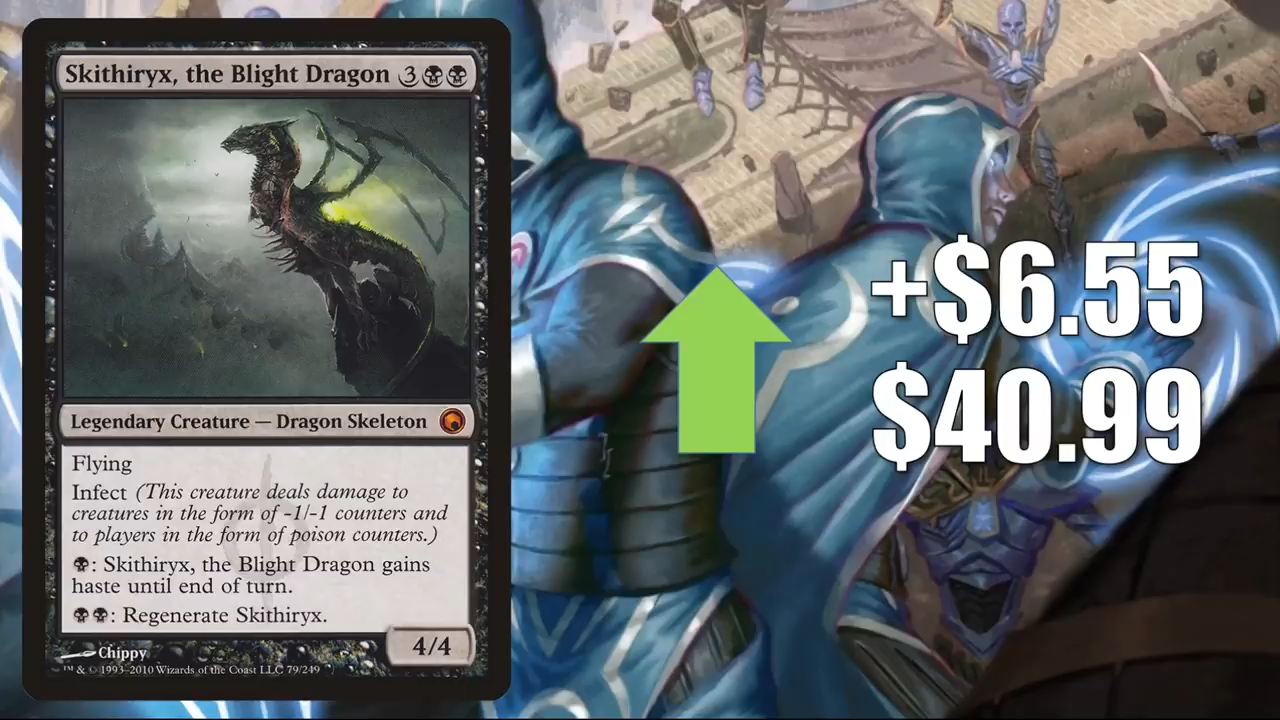 Skithiryx, the Blight Dragon 3
Legendary Creature — Dragon Skeleton
Flying
Infect (This creature deals damage to
creatures in the form of -1/-1 counters and
to players in the form of poison counters.)
: Skithiryx, the Blight Dragon gains
haste until end of turn.
: Regenerate Skithiryx.
4/4
Chippy
™ & © 1993–2010 Wizards of the Coast LLC 79/249
+$6.55
$40.99